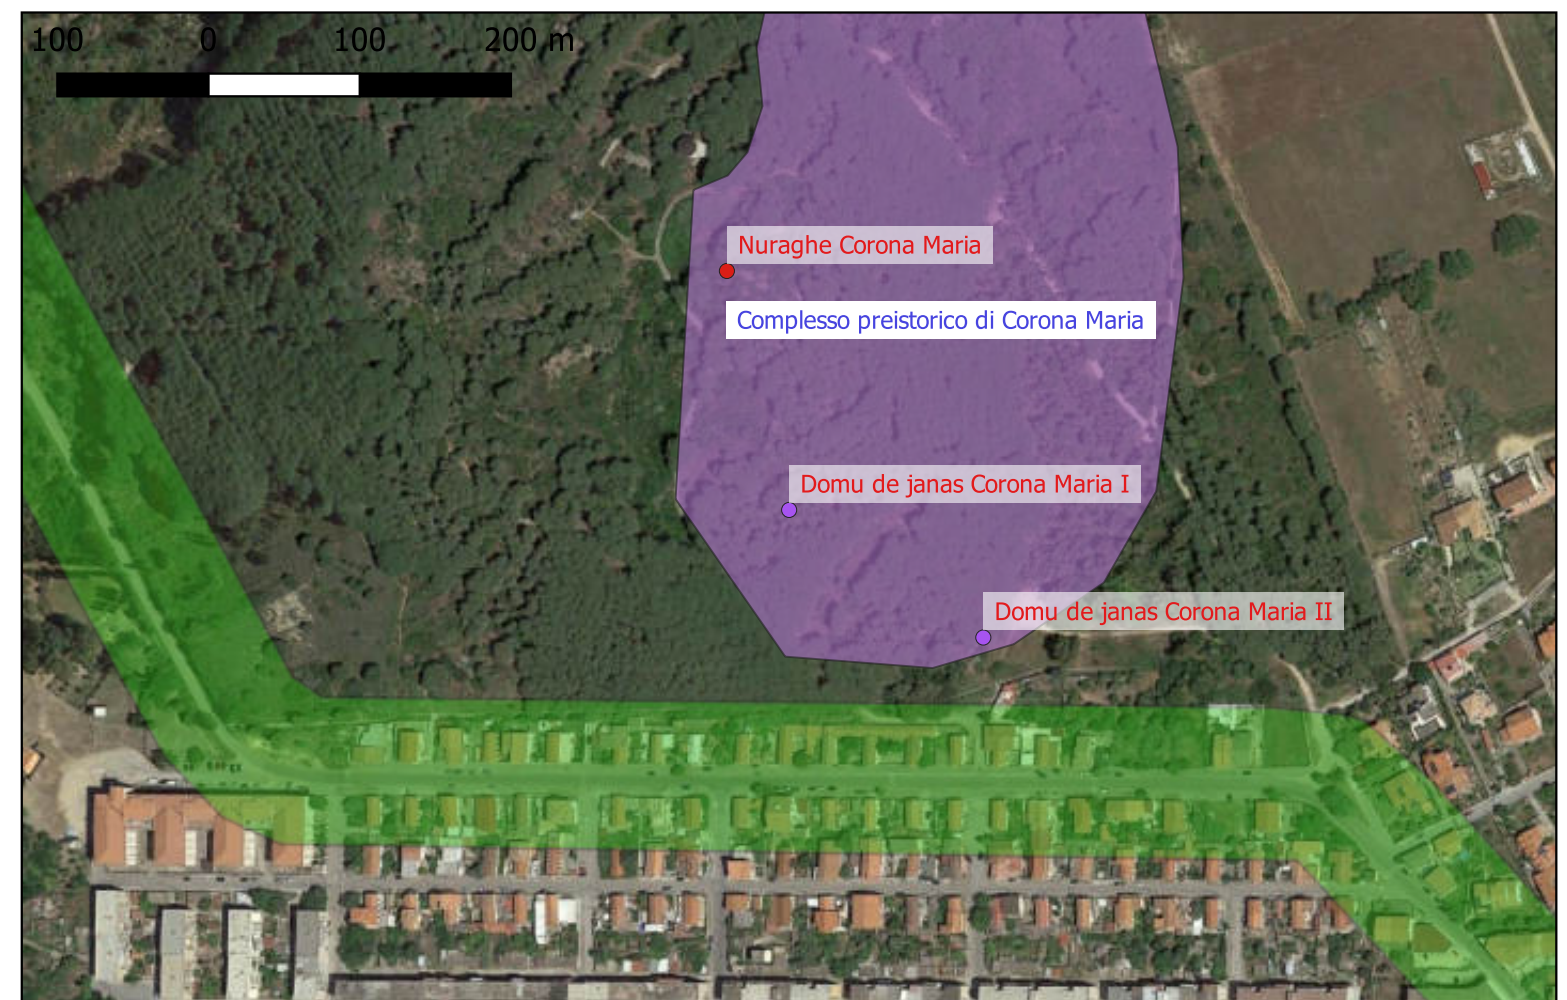 100 0 100 200 m
Nuraghe Corona Maria
Complesso preistorico di Corona Maria
Domu de janas Corona Maria I
Domu de janas Corona Maria II